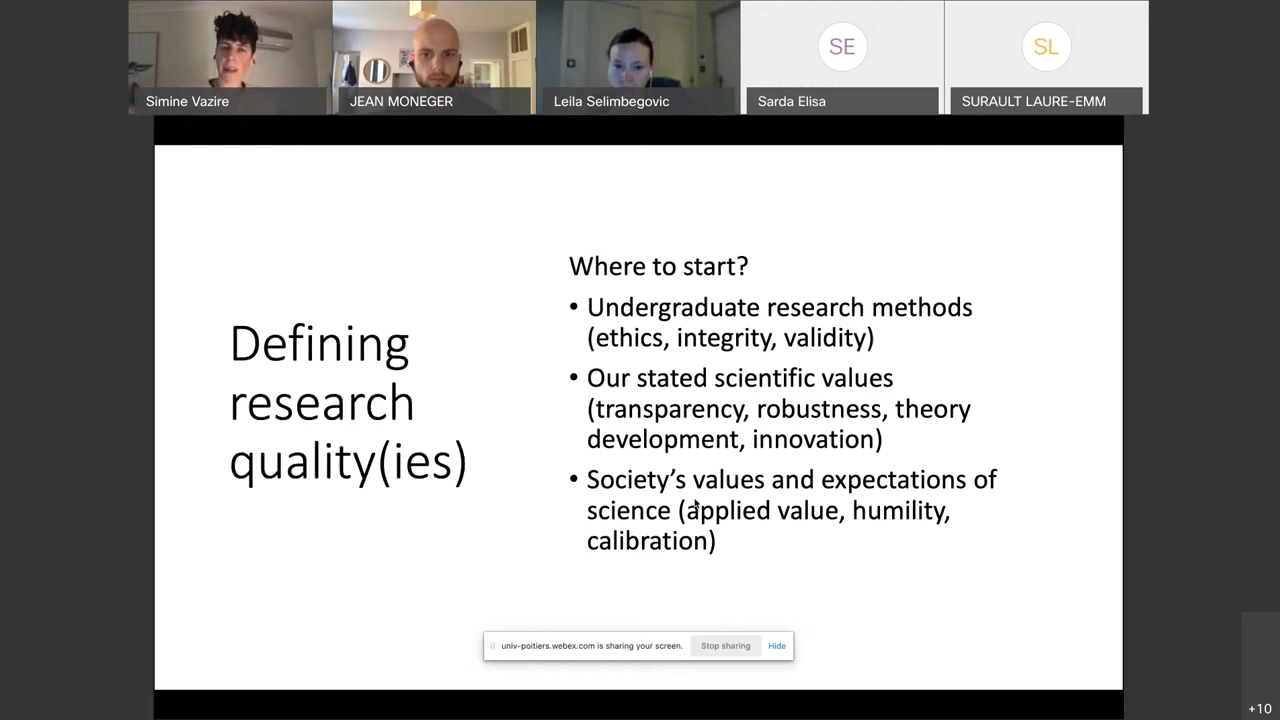 SE
SL
Simine Vazire
JEAN MONEGER
Leila Selimbegovic
Sarda Elisa
SURAULT LAURE-EMM
Defining
research
quality(ies)
Where to start?
• Undergraduate research methods
(ethics, integrity, validity)
• Our stated scientific values
(transparency, robustness, theory
development, innovation)
• Society’s values and expectations of
science (applied value, humility,
calibration)
univ-poitiers.webex.com is sharing your screen.
Stop sharing
Hide
+10